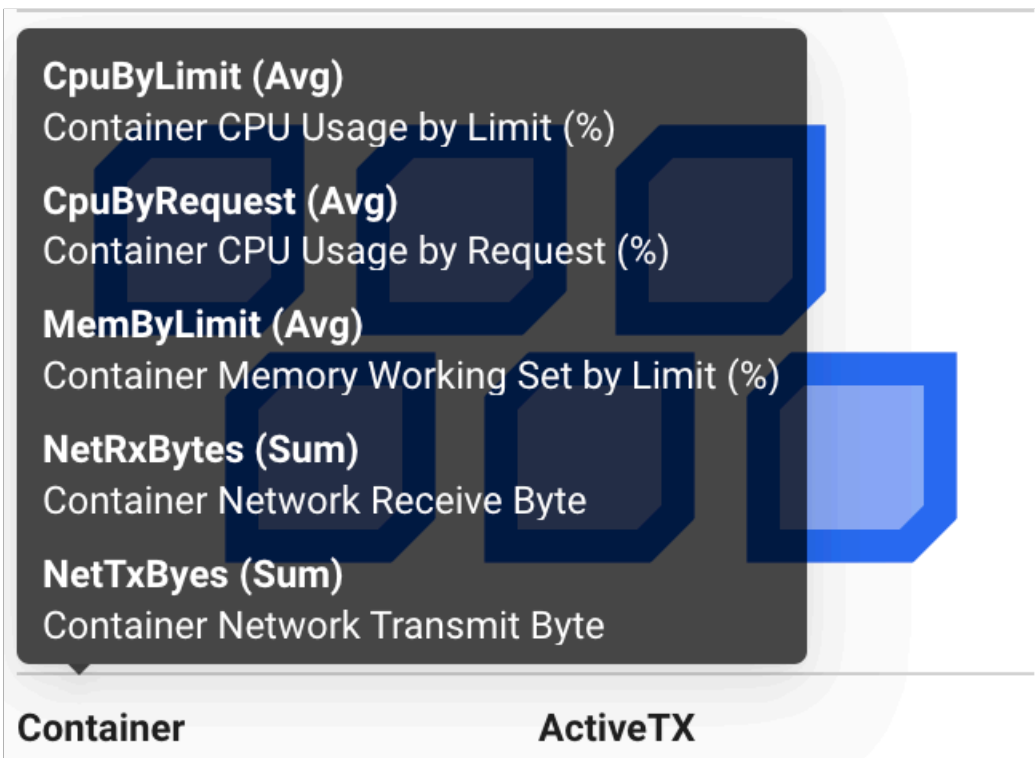 CpuByLimit (Avg)
Container CPU Usage by Limit (%)
CpuByRequest (Avg)
Container CPU Usage by Request (%)
MemByLimit (Avg)
Container Memory Working Set by Limit (%)
NetRxBytes (Sum)
Container Network Receive Byte
NetTxByes (Sum)
Container Network Transmit Byte
Container ActiveTX